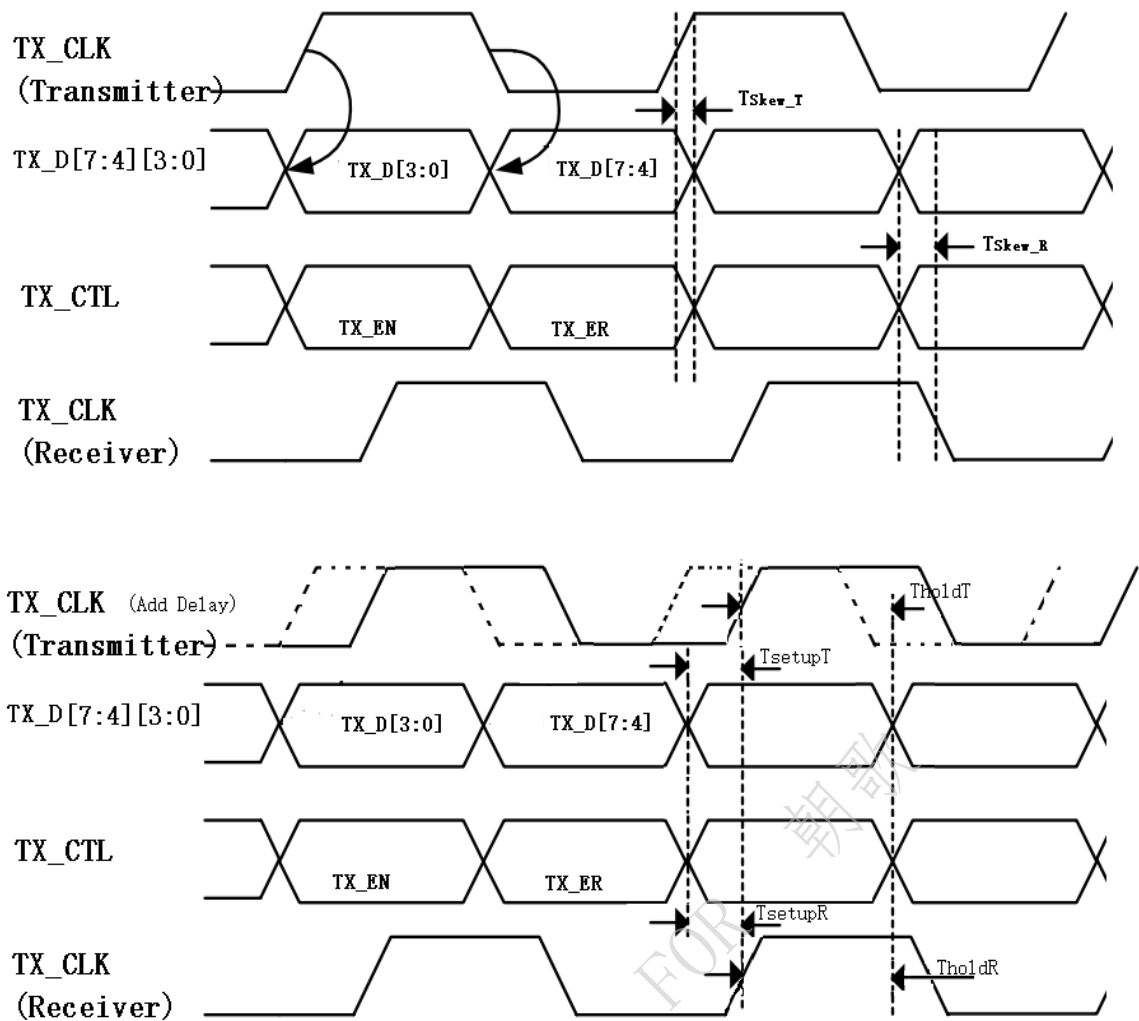 TX_CLK
(Transmitter)
Tskew_T
TX_D[7:4][3:0]
TX_D[3:0]
TX_D[7:4]
Tskew_R
TX_CTL
TX_EN
TX_ER
TX_CLK
(Receiver)
TX_CLK (Add Delay)
(Transmitter)
TholdT
TsetupT
TX_D[7:4][3:0]
TX_D[3:0]
TX_D[7:4]
TX_CTL
TX_EN
TX_ER
TsetupR
TX_CLK
(Receiver)
TholdR
FOR 朝歌